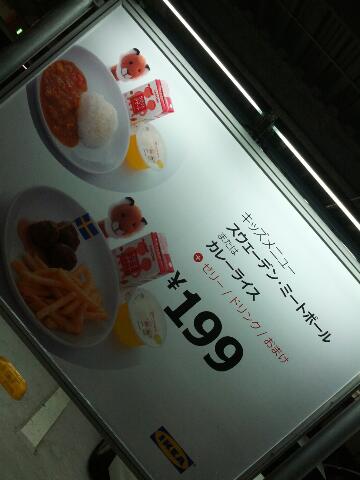 キッズメニュー
スウェーデン・ミートボール
または
カレーライス
+ ゼリー / ドリンク / おまけ
¥199
IKEA